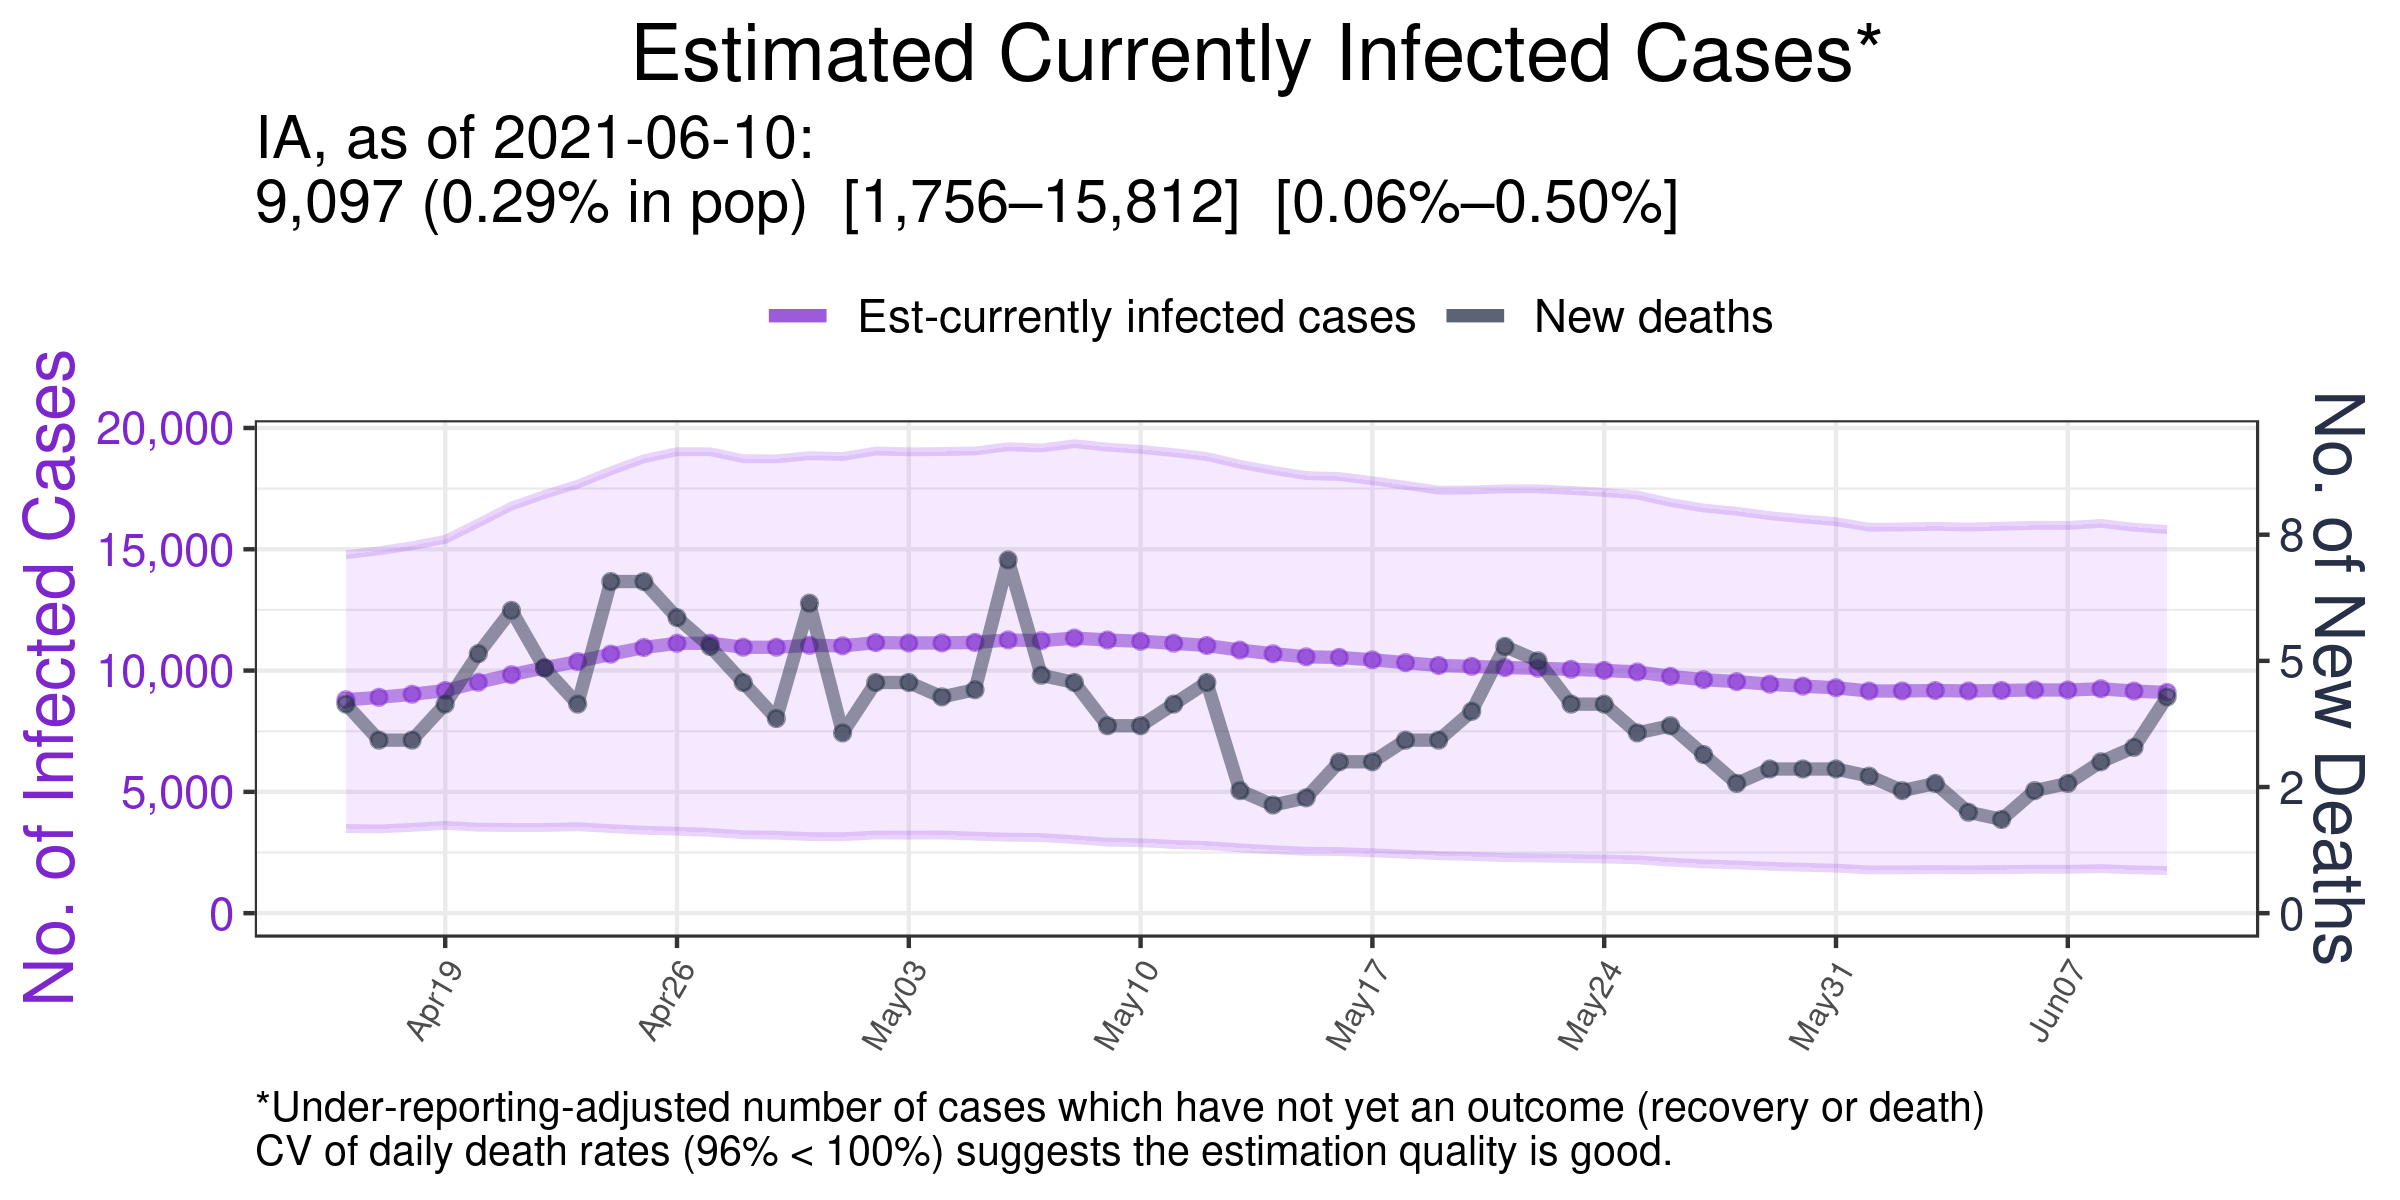 Estimated Currently Infected Cases*
IA, as of 2021-06-10:
9,097 (0.29% in pop)  [1,756–15,812]  [0.06%–0.50%]
Est-currently infected cases
New deaths
No. of Infected Cases
20,000
15,000
10,000
5,000
0
8
5
2
0
No. of New Deaths
Apr19
Apr26
May03
May10
May17
May24
May31
Jun07
*Under-reporting-adjusted number of cases which have not yet an outcome (recovery or death)
CV of daily death rates (96% < 100%) suggests the estimation quality is good.